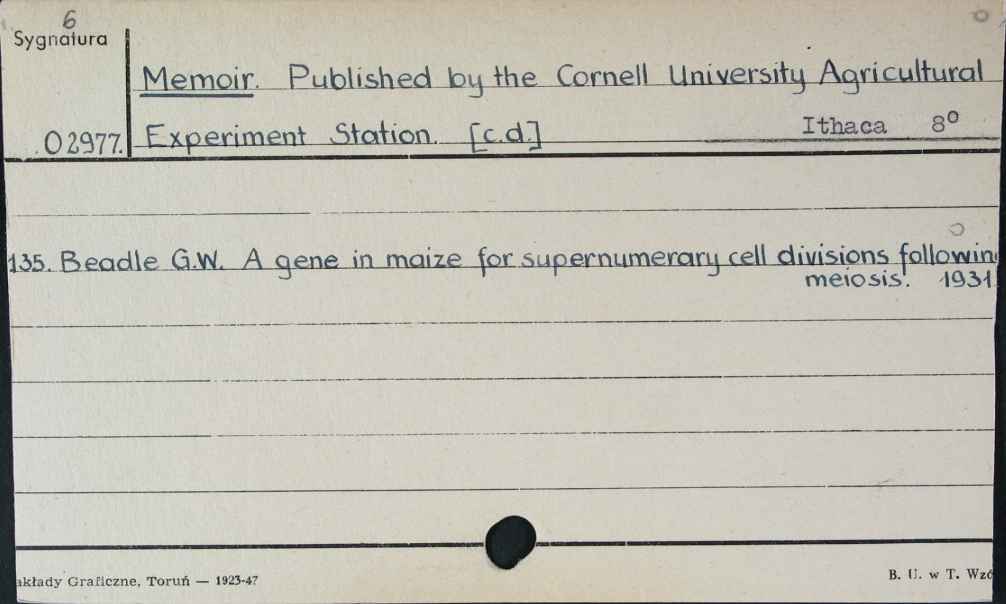 6
Sygnatura
Memoir. Published by the Cornell University Agricultural
02977. Experiment Station. [c.d.] Ithaca 8º
135. Beadle G.W. A gene in maize for supernumerary cell divisions followin
meiosis. 1931
akłady Graficzne, Toruń — 1923-47
B. U. w T. Wzó